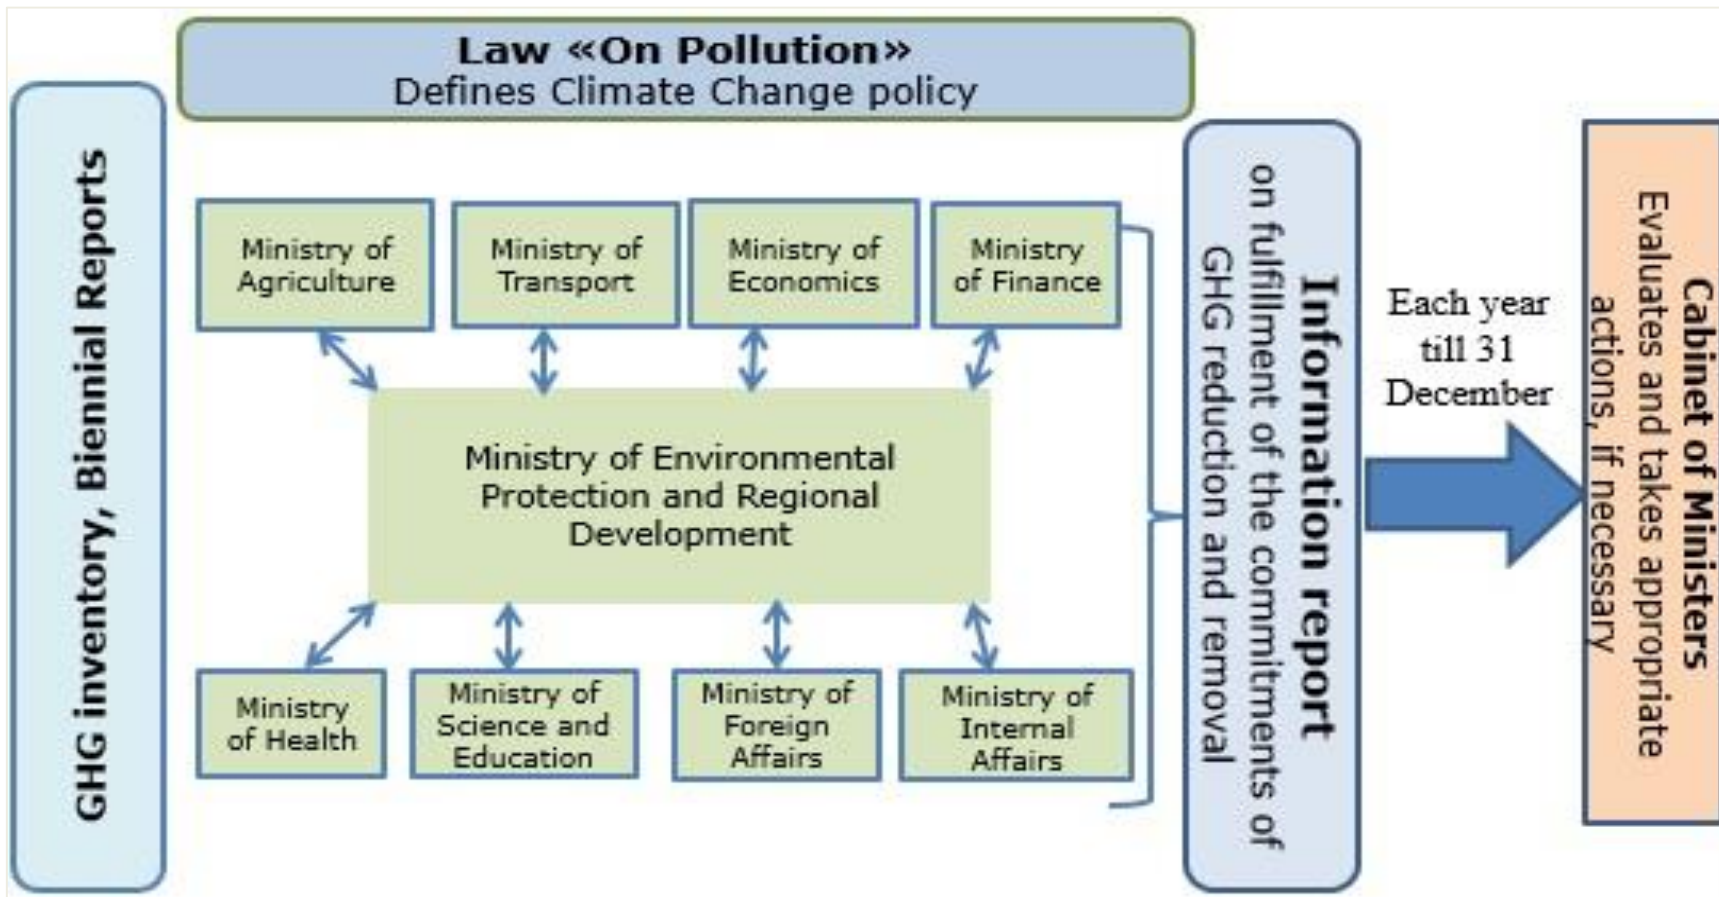 Law «On Pollution»
Defines Climate Change policy
GHG inventory, Biennial Reports
Ministry of
Agriculture
Ministry of
Transport
Ministry of
Economics
Ministry
of Finance
Ministry of Environmental
Protection and Regional
Development
Ministry
of Health
Ministry of
Science and
Education
Ministry of
Foreign
Affairs
Ministry of
Internal
Affairs
Information report
on fulfillment of the commitments of
GHG reduction and removal
Each year
till 31
December
Cabinet of Ministers
Evaluates and takes appropriate
actions, if necessary